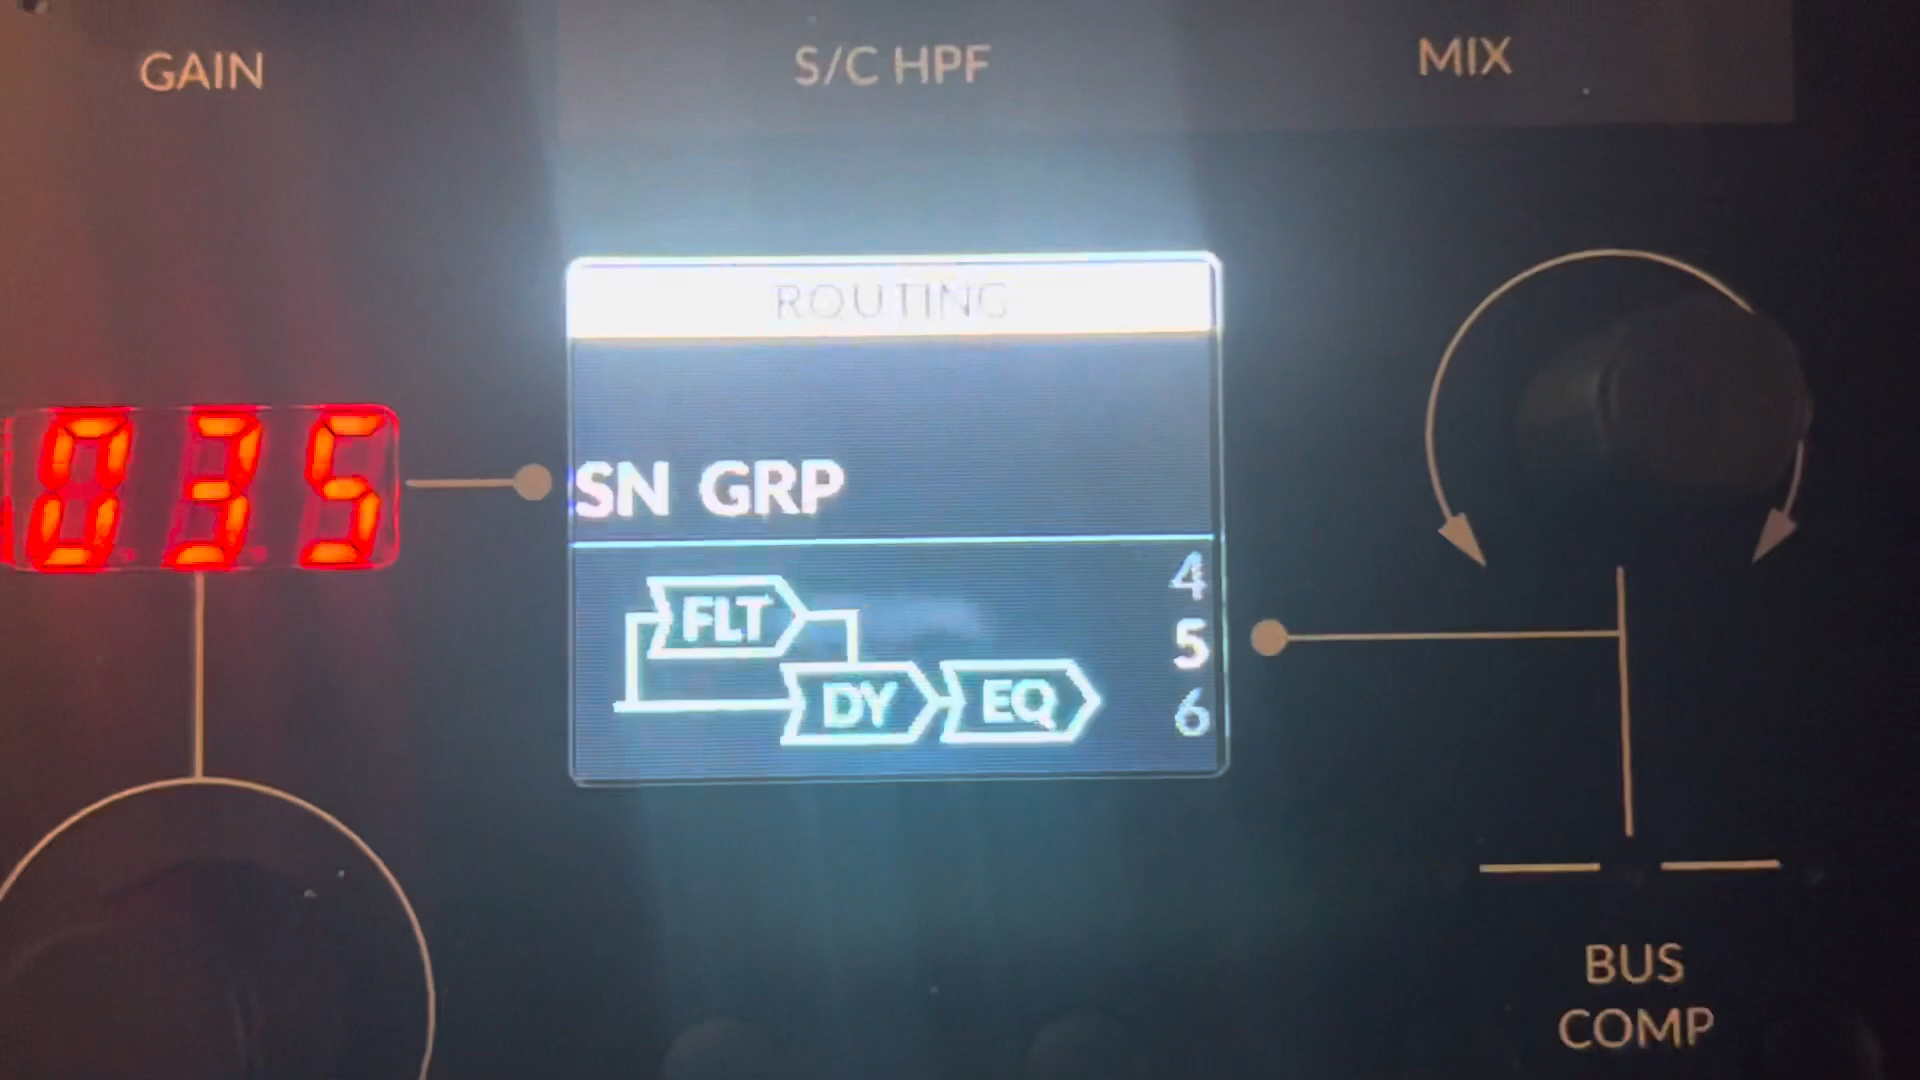 GAIN
S/C HPF
MIX
ROUTING
035
SN GRP
FLT
DY
EQ
4
5
6
BUS
COMP